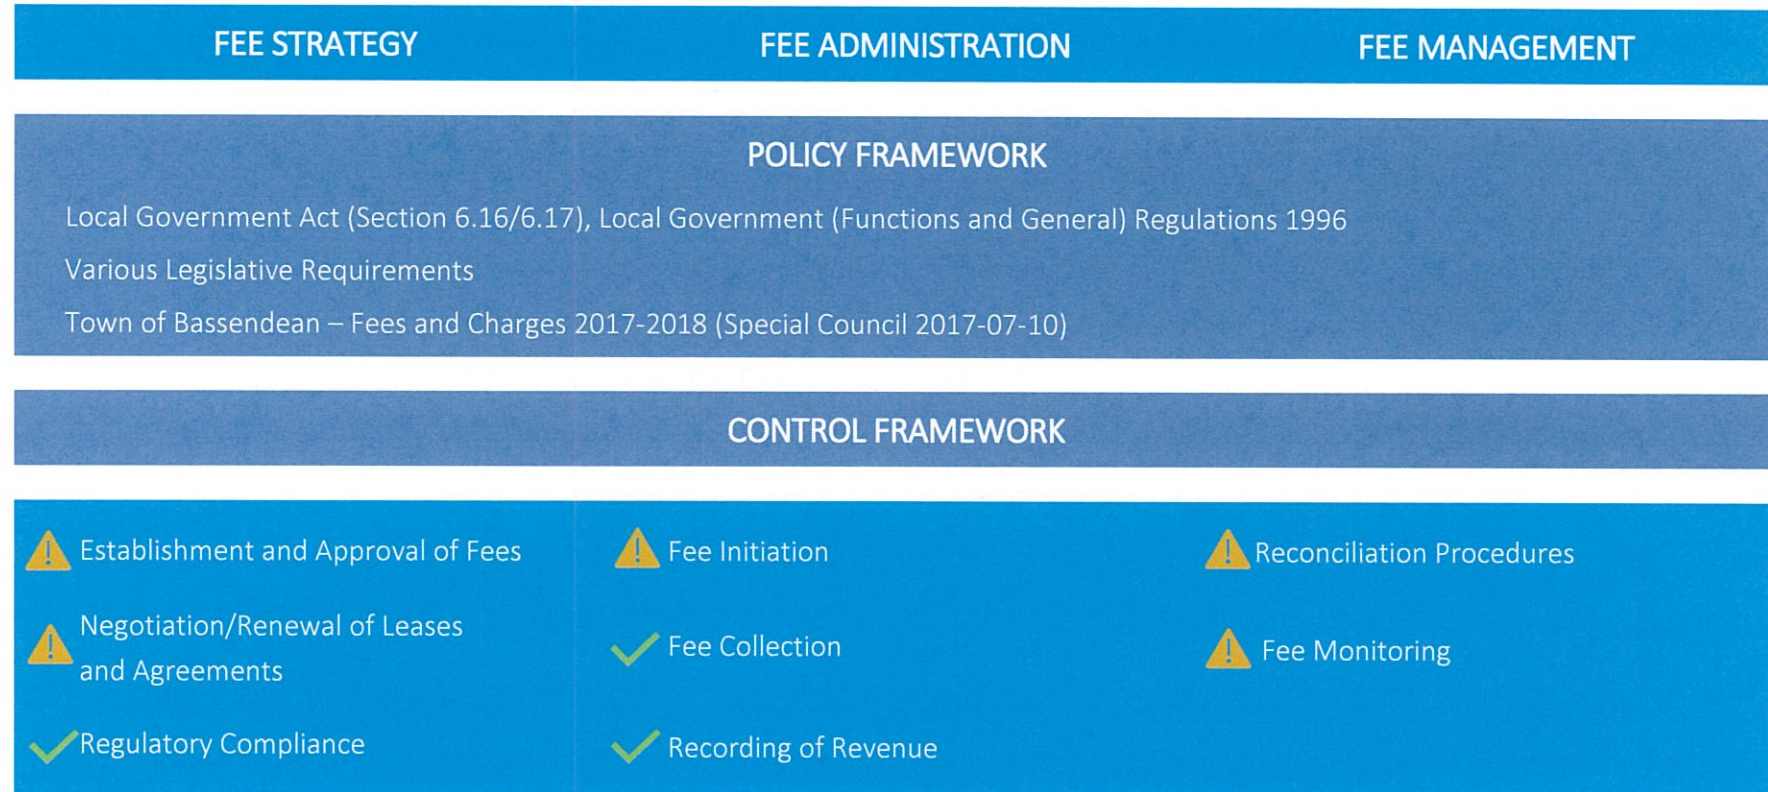 FEE STRATEGY
FEE ADMINISTRATION
FEE MANAGEMENT
POLICY FRAMEWORK
Local Government Act (Section 6.16/6.17), Local Government (Functions and General) Regulations 1996
Various Legislative Requirements
Town of Bassendean – Fees and Charges 2017-2018 (Special Council 2017-07-10)
CONTROL FRAMEWORK
Establishment and Approval of Fees
Negotiation/Renewal of Leases
and Agreements
Regulatory Compliance
Fee Initiation
Fee Collection
Recording of Revenue
Reconciliation Procedures
Fee Monitoring